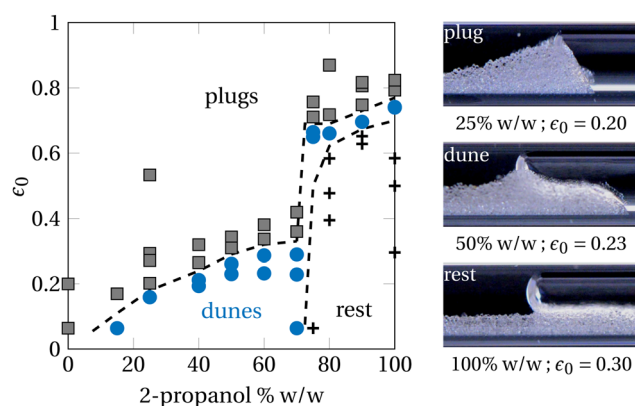 1
0.8
0.6
0.4
0.2
0
ϵ0
plugs
dunes
rest
0 20 40 60 80 100
2-propanol % w/w
plug
25% w/w ; ϵ0 = 0.20
dune
50% w/w ; ϵ0 = 0.23
rest
100% w/w ; ϵ0 = 0.30